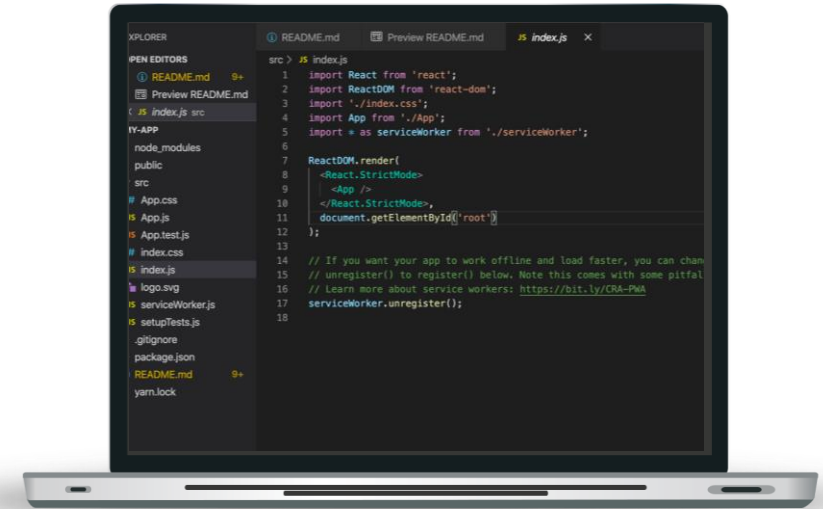 XPLORER
PEN EDITORS
README.md 9+
Preview README.md
JS index.js src
Y-APP
node_modules
public
src
# App.css
JS App.js
JS App.test.js
# index.css
JS index.js
logo.svg
JS serviceWorker.js
JS setupTests.js
.gitignore
package.json
README.md 9+
yarn.lock
README.md
Preview README.md
JS index.js ×
src > JS index.js
1 import React from 'react';
2 import ReactDOM from 'react-dom';
3 import './index.css';
4 import App from './App';
5 import * as serviceWorker from './serviceWorker';
6
7 ReactDOM.render(
8 <React.StrictMode>
9 <App />
10 </React.StrictMode>,
11 document.getElementById('root')
12 );
13
14 // If you want your app to work offline and load faster, you can chan
15 // unregister() to register() below. Note this comes with some pitfal
16 // Learn more about service workers: https://bit.ly/CRA-PWA
17 serviceWorker.unregister();
18